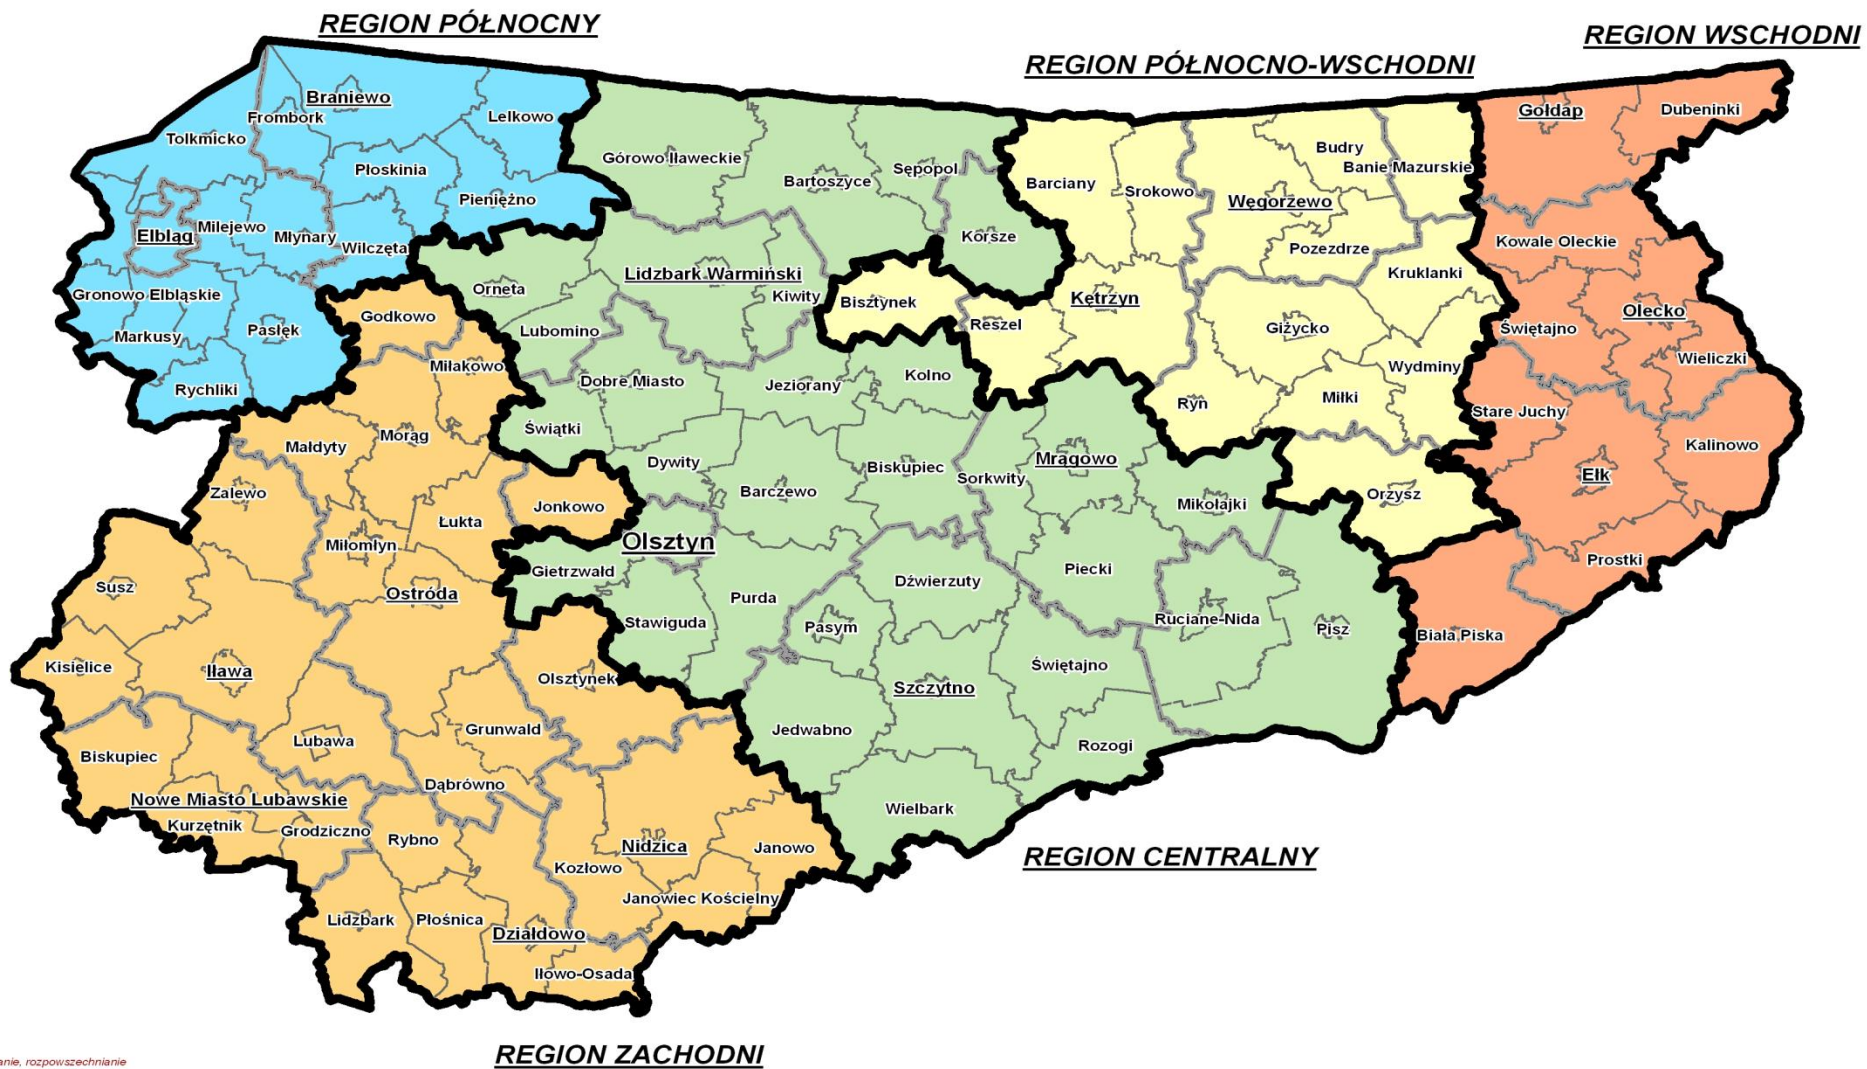 REGION PÓŁNOCNY
REGION WSCHODNI
REGION PÓŁNOCNO-WSCHODNI
Braniewo
Frombork
Lelkowo
Tolkmicko
Płoskinia
Pieniężno
Milejewo
Elbląg
Młynary
Wilczęta
Gronowo Elbląskie
Markusy
Pasłęk
Rychliki
Górowo Iławeckie
Bartoszyce
Sępopol
Korsze
Lidzbark Warmiński
Orneta
Kiwity
Lubomino
Dobre Miasto
Jeziorany
Kolno
Świątki
Dywity
Barczewo
Biskupiec
Sorkwity
Mrągowo
Mikołajki
Olsztyn
Gietrzwałd
Stawiguda
Purda
Dźwierzuty
Pasym
Piecki
Ruciane-Nida
Pisz
Świętajno
Szczytno
Jedwabno
Rozogi
Wielbark
Barciany
Srokowo
Budry
Banie Mazurskie
Węgorzewo
Pozezdrze
Kruklanki
Bisztynek
Reszel
Kętrzyn
Giżycko
Wydminy
Ryn
Miłki
Orzysz
Gołdap
Dubeninki
Kowale Oleckie
Olecko
Świętajno
Wieliczki
Stare Juchy
Kalinowo
Ełk
Prostki
Biała Piska
Godkowo
Miłakowo
Małdyty
Morąg
Zalewo
Łukta
Jonkowo
Miłomłyn
Ostróda
Susz
Kisielice
Iława
Olsztynek
Grunwald
Lubawa
Biskupiec
Dąbrówno
Nowe Miasto Lubawskie
Kurzętnik
Grodziczno
Rybno
Nidzica
Janowo
Kozłowo
Janowiec Kościelny
Lidzbark
Płośnica
Działdowo
Iłowo-Osada
REGION CENTRALNY
REGION ZACHODNI
anie, rozpowszechnianie